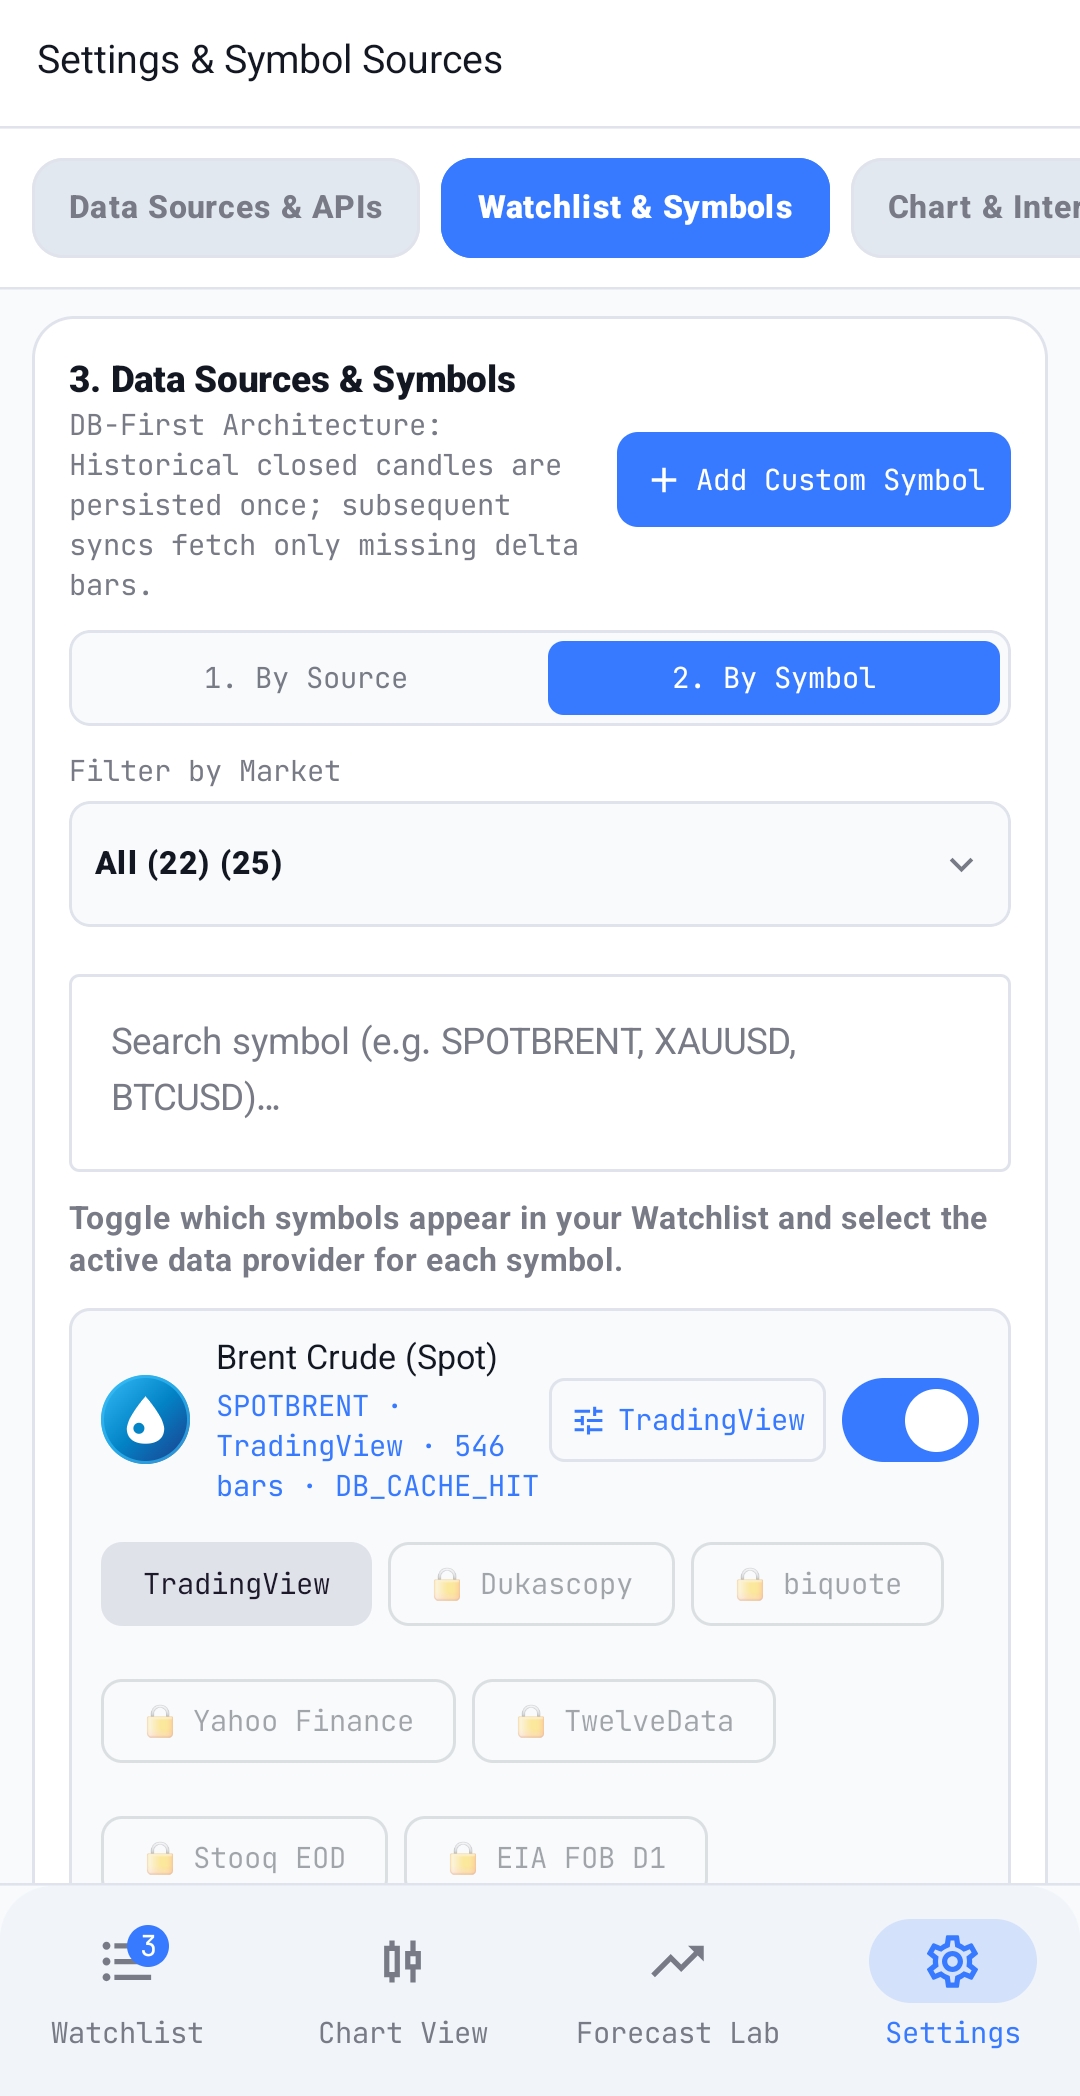 Settings & Symbol Sources
Data Sources & APIs
Watchlist & Symbols
Chart & Inter
3. Data Sources & Symbols
DB-First Architecture:
Historical closed candles are
persisted once; subsequent
syncs fetch only missing delta
bars.
+ Add Custom Symbol
1. By Source
2. By Symbol
Filter by Market
All (22) (25)
Search symbol (e.g. SPOTBRENT, XAUUSD,
BTCUSD)...
Toggle which symbols appear in your Watchlist and select the
active data provider for each symbol.
Brent Crude (Spot)
SPOTBRENT ·
TradingView · 546
bars · DB_CACHE_HIT
TradingView
TradingView
Dukascopy
biquote
Yahoo Finance
TwelveData
Stooq EOD
EIA FOB D1
3
Watchlist
Chart View
Forecast Lab
Settings